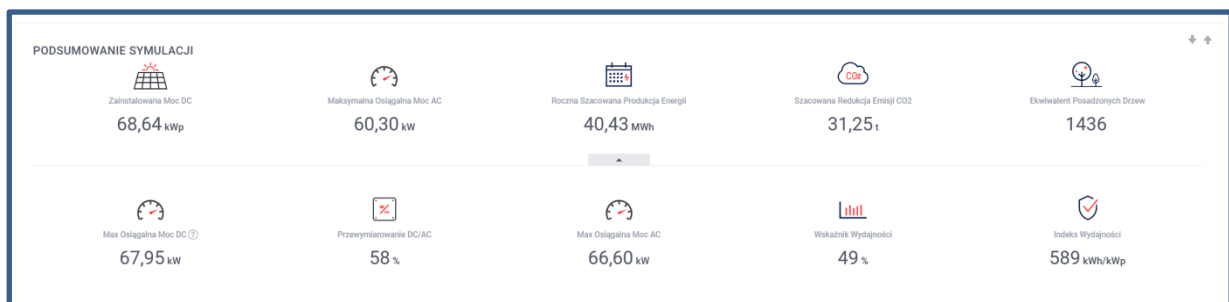 PODSUMOWANIE SYMULACJI
Zainstalowana Moc DC
68,64 kWp
Maksymalna Osiągalna Moc AC
60,30 kW
Roczna Szacowana Produkcja Energii
40,43 MWh
CO2
Szacowana Redukcja Emisji CO2
31,25 t
Ekwiwalent Posadzonych Drzew
1436
Max Osiągalna Moc DC ?
67,95 kW
Przewymiarowanie DC/AC
58 %
Max Osiągalna Moc AC
66,60 kW
Wskaźnik Wydajności
49 %
Indeks Wydajności
589 kWh/kWp